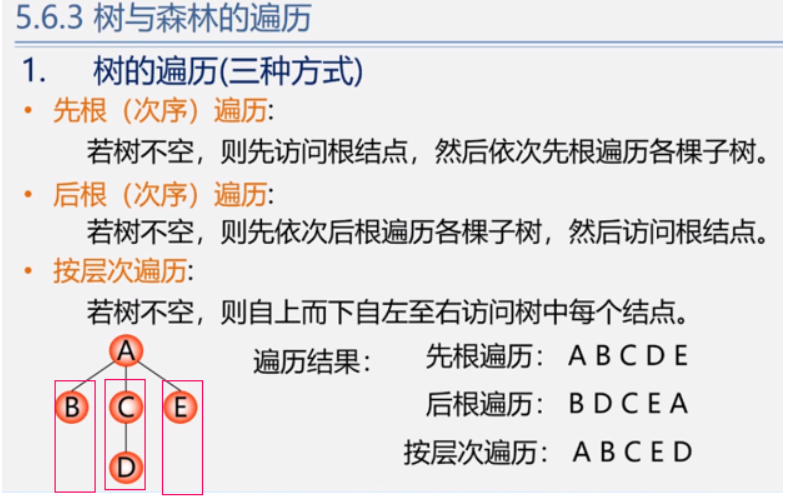 5.6.3 树与森林的遍历
1. 树的遍历(三种方式)
• 先根（次序）遍历:
若树不空，则先访问根结点，然后依次先根遍历各棵子树。
• 后根（次序）遍历:
若树不空，则先依次后根遍历各棵子树，然后访问根结点。
• 按层次遍历:
若树不空，则自上而下自左至右访问树中每个结点。
A
B C E
D
遍历结果：
先根遍历： A B C D E
后根遍历： B D C E A
按层次遍历： A B C E D